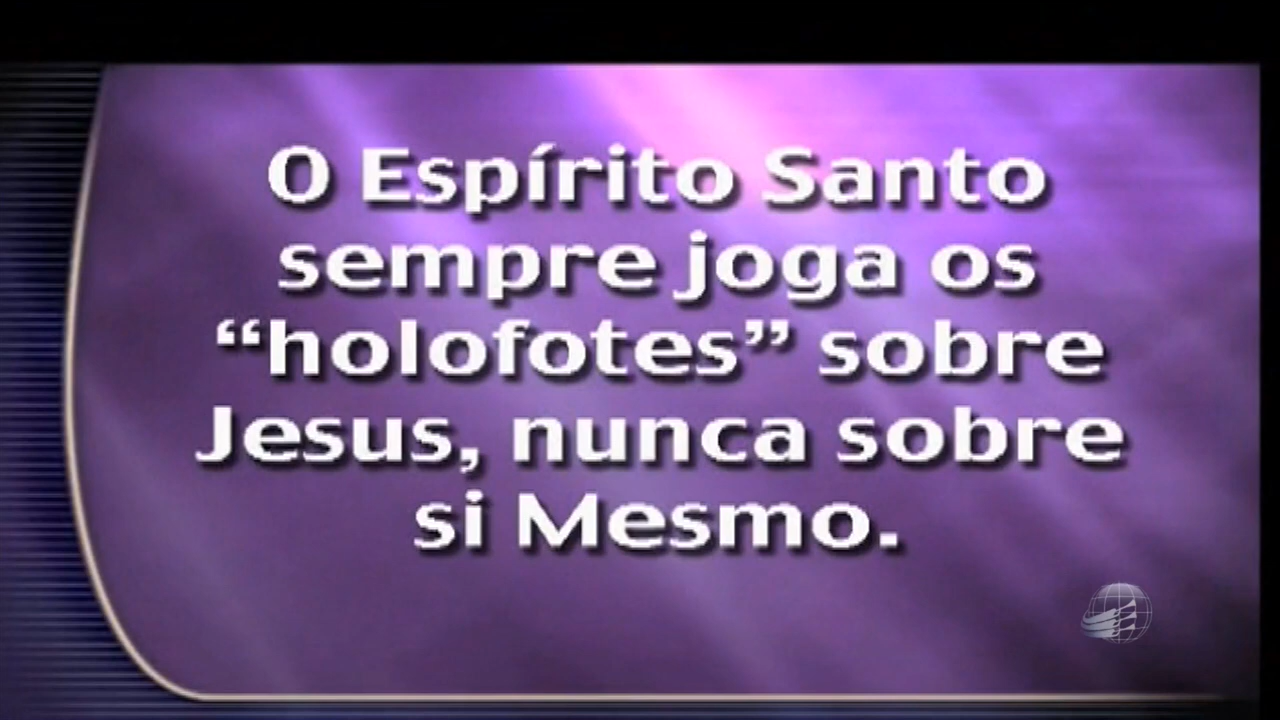 O Espírito Santo
sempre joga os
“holofotes” sobre
Jesus, nunca sobre
si Mesmo.